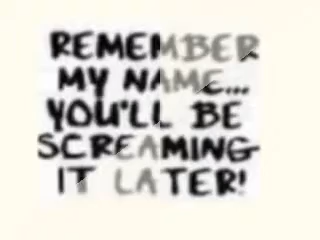 REMEMBER
MY NAME...
YOU'LL BE
SCREAMING
IT LATER!